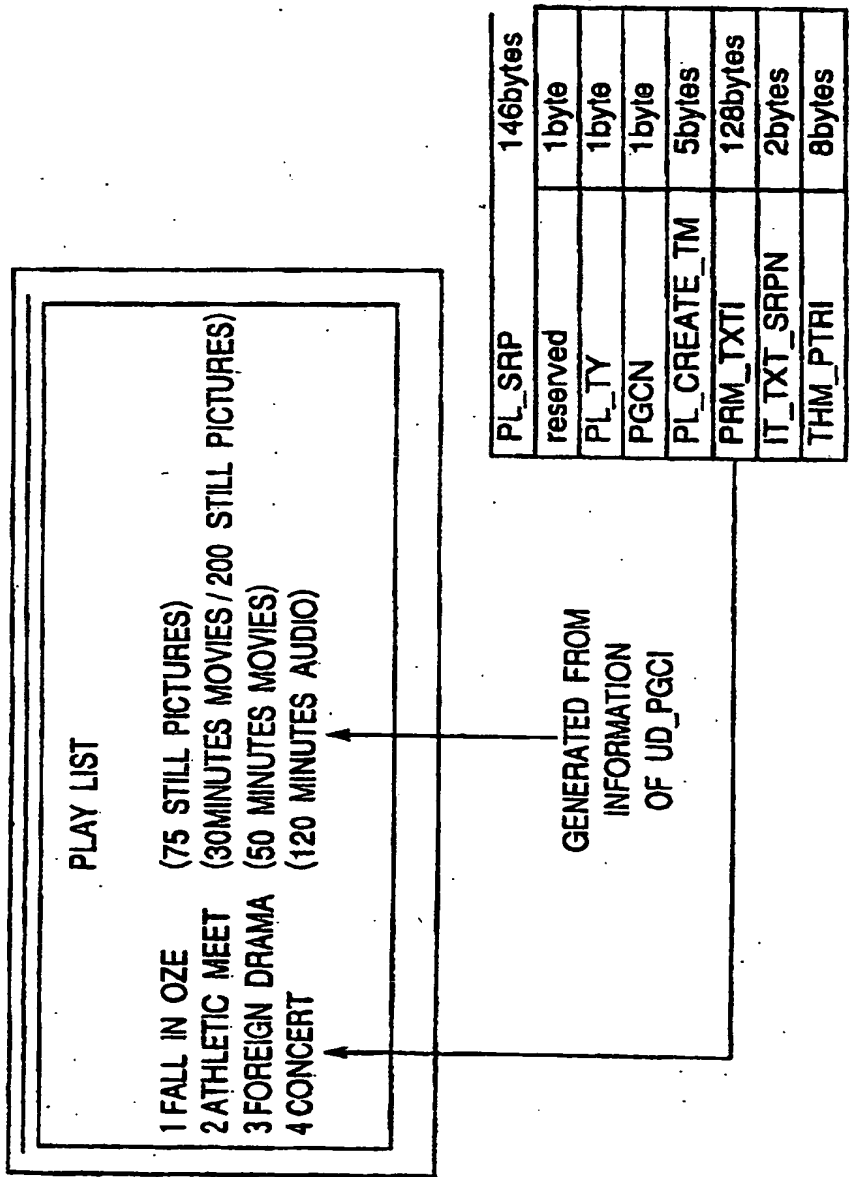 PLAY LIST
1 FALL IN OZE (75 STILL PICTURES)
2 ATHLETIC MEET (30MINUTES MOVIES / 200 STILL PICTURES)
3 FOREIGN DRAMA (50 MINUTES MOVIES)
4 CONCERT (120 MINUTES AUDIO)
GENERATED FROM
INFORMATION
OF UD_PGCI
PL_SRP 146bytes
reserved 1byte
PL_TY 1byte
PGCN 1byte
PL_CREATE_TM 5bytes
PRM_TXTI 128bytes
IT_TXT_SRPN 2bytes
THM_PTRI 8bytes